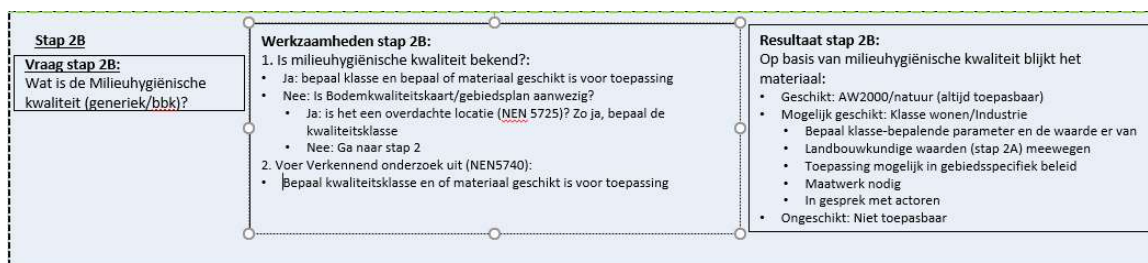 Stap 2B
Vraag stap 2B:
Wat is de Milieuhygiënische
kwaliteit (generiek/bbk)?
Werkzaamheden stap 2B:
1. Is milieuhygiënische kwaliteit bekend?:
• Ja: bepaal klasse en bepaal of materiaal geschikt is voor toepassing
• Nee: Is Bodemkwaliteitskaart/gebiedsplan aanwezig?
• Ja: is het een overdachte locatie (NEN 5725)? Zo ja, bepaal de
kwaliteitsklasse
• Nee: Ga naar stap 2
2. Voer Verkennend onderzoek uit (NEN5740):
• Bepaal kwaliteitsklasse en of materiaal geschikt is voor toepassing
Resultaat stap 2B:
Op basis van milieuhygiënische kwaliteit blijkt het
materiaal:
• Geschikt: AW2000/natuur (altijd toepasbaar)
• Mogelijk geschikt: Klasse wonen/Industrie
• Bepaal klasse-bepalende parameter en de waarde er van
• Landbouwkundige waarden (stap 2A) meewegen
• Toepassing mogelijk in gebiedsspecifiek beleid
• Maatwerk nodig
• In gesprek met actoren
• Ongeschikt: Niet toepasbaar